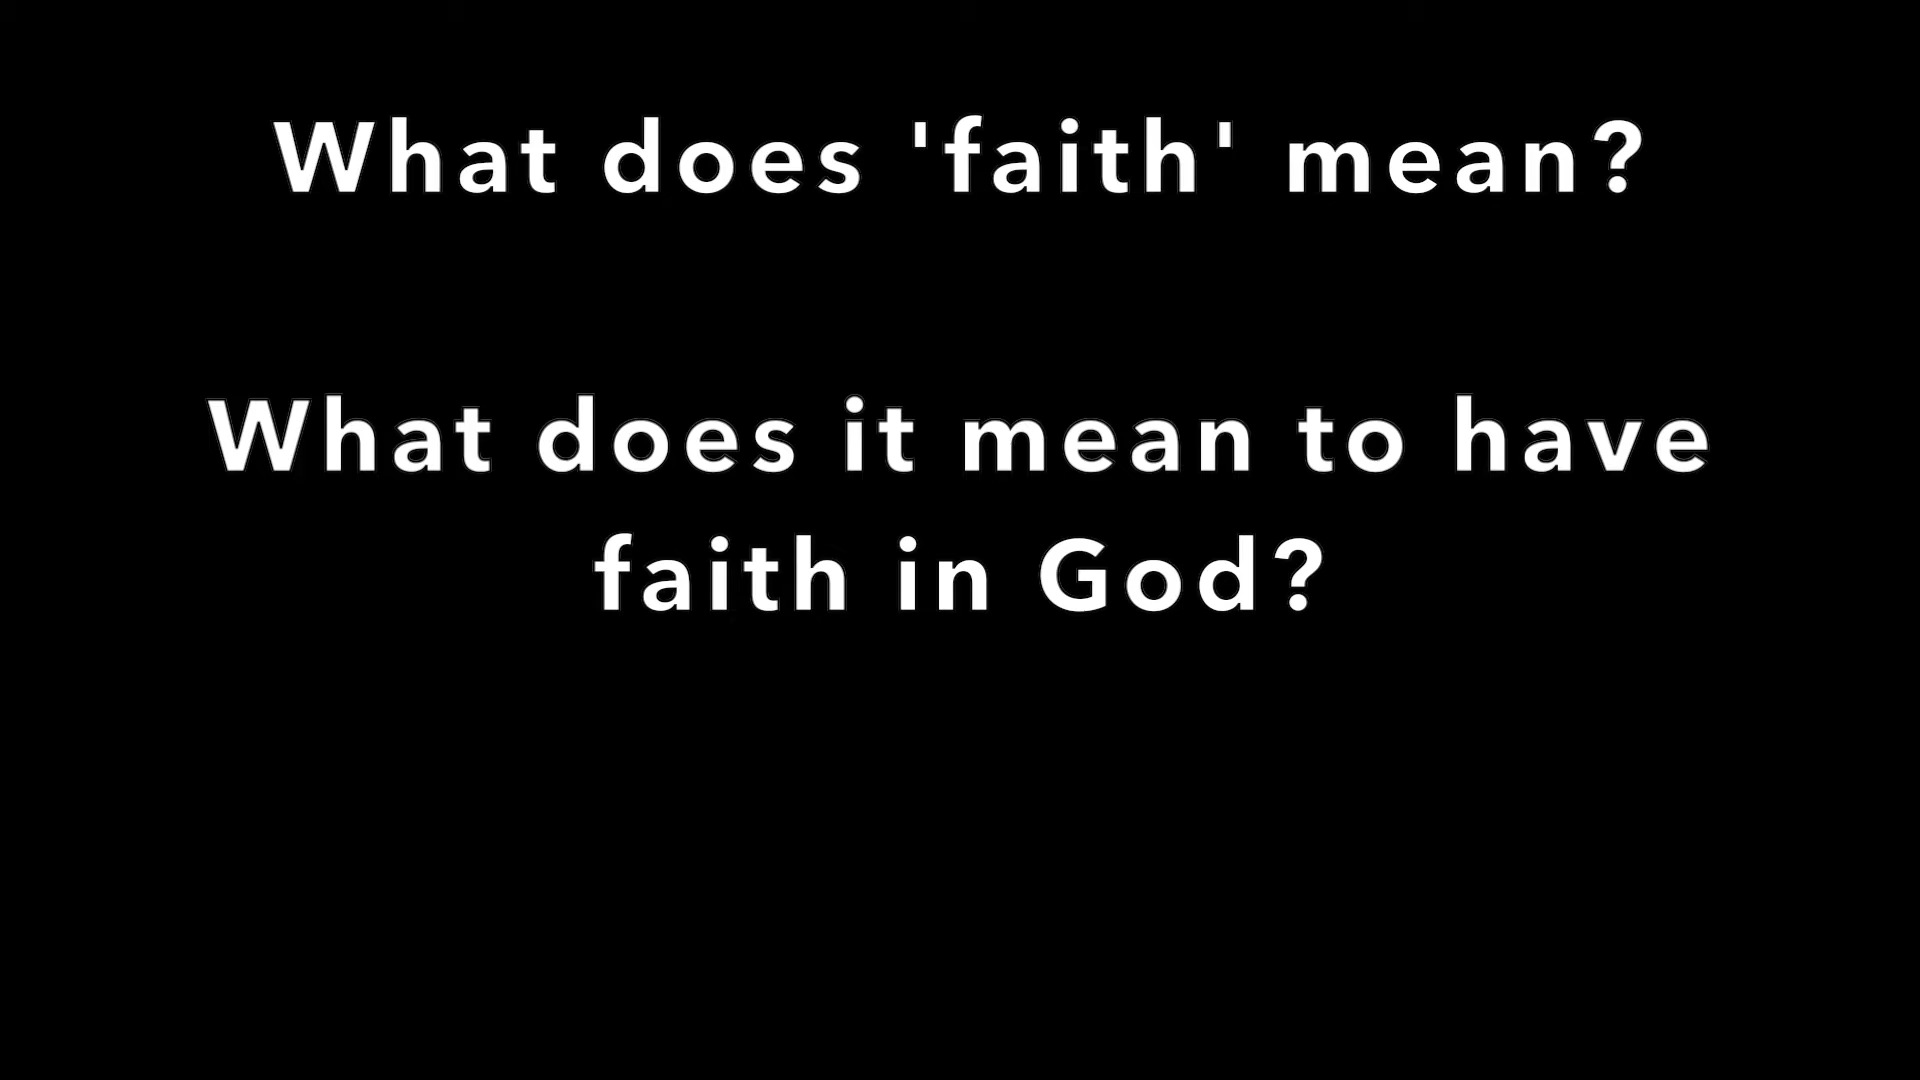 What does 'faith' mean?
What does it mean to have
faith in God?